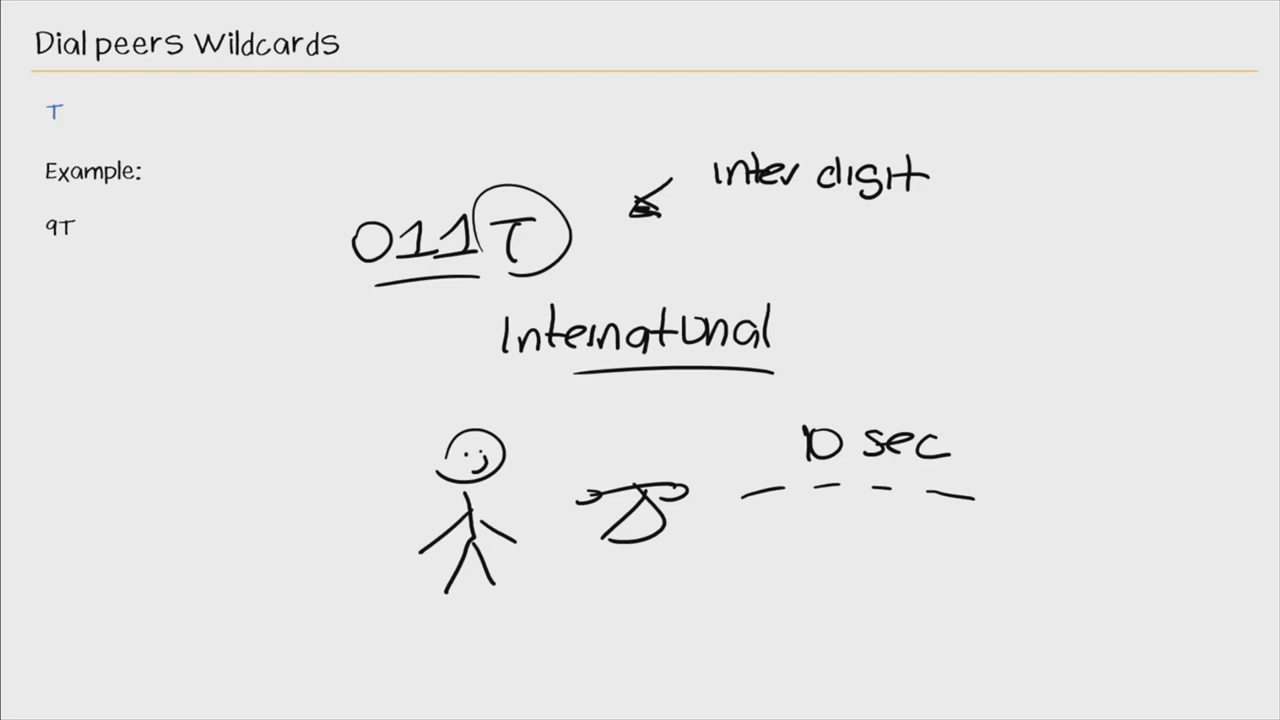 Dial peers Wildcards
T
Example:
9T
011T
Inter digit
International
10 sec